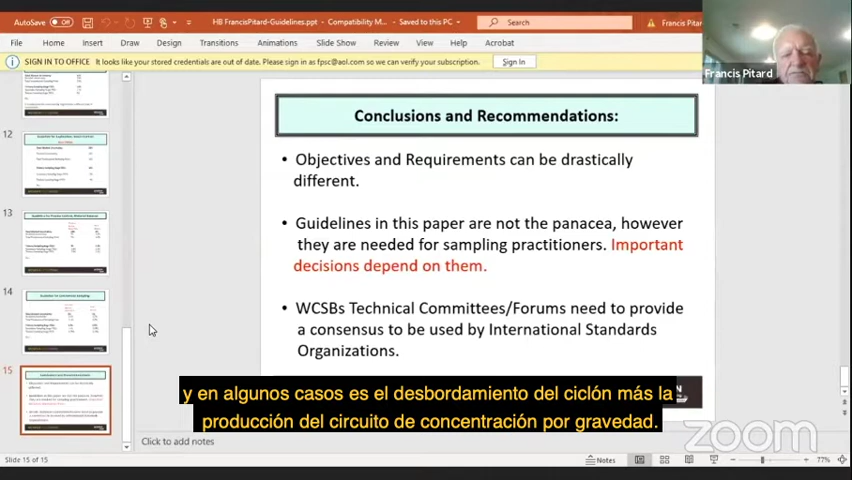 AutoSave
Off
HB FrancisPitard-Guidelines.ppt - Compatibility M... - Saved to this PC
Search
Francis Pitard
File Home Insert Draw Design Transitions Animations Slide Show Review View Help Acrobat
SIGN IN TO OFFICE It looks like your stored credentials are out of date. Please sign in as fpsc@aol.com so we can verify your subscription. Sign In
Francis Pitard
12
13
14
15
Conclusions and Recommendations:
• Objectives and Requirements can be drastically
different.
• Guidelines in this paper are not the panacea, however
they are needed for sampling practitioners. Important
decisions depend on them.
• WCSBs Technical Committees/Forums need to provide
a consensus to be used by International Standards
Organizations.
y en algunos casos es el desbordamiento del ciclón más la
producción del circuito de concentración por gravedad.
zoom
Click to add notes
Slide 15 of 15
Notes
77%